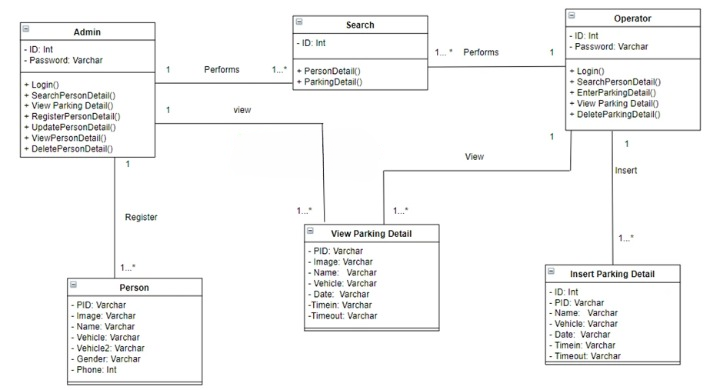 Admin
- ID: Int
- Password: Varchar
+ Login()
+ SearchPersonDetail()
+ View Parking Detail()
+ RegisterPersonDetail()
+ UpdatePersonDetail()
+ ViewPersonDetail()
+ DeletePersonDetail()
Search
- ID: Int
+ PersonDetail()
+ ParkingDetail()
Operator
- ID: Int
- Password: Varchar
+ Login()
+ SearchPersonDetail()
+ EnterParkingDetail()
+ View Parking Detail()
+ DeleteParkingDetail()
1 Performs 1...*
1... * Performs 1
1 view
1...*
1
View
1...*
1
Insert
1...*
1
Register
1...*
Person
- PID: Varchar
- Image: Varchar
- Name: Varchar
- Vehicle: Varchar
- Vehicle2: Varchar
- Gender: Varchar
- Phone: Int
View Parking Detail
- PID: Varchar
- Image: Varchar
- Name: Varchar
- Vehicle: Varchar
- Date: Varchar
-Timein: Varchar
-Timeout: Varchar
Insert Parking Detail
- ID: Int
- PID: Varchar
- Name: Varchar
- Vehicle: Varchar
- Date: Varchar
- Timein: Varchar
- Timeout: Varchar